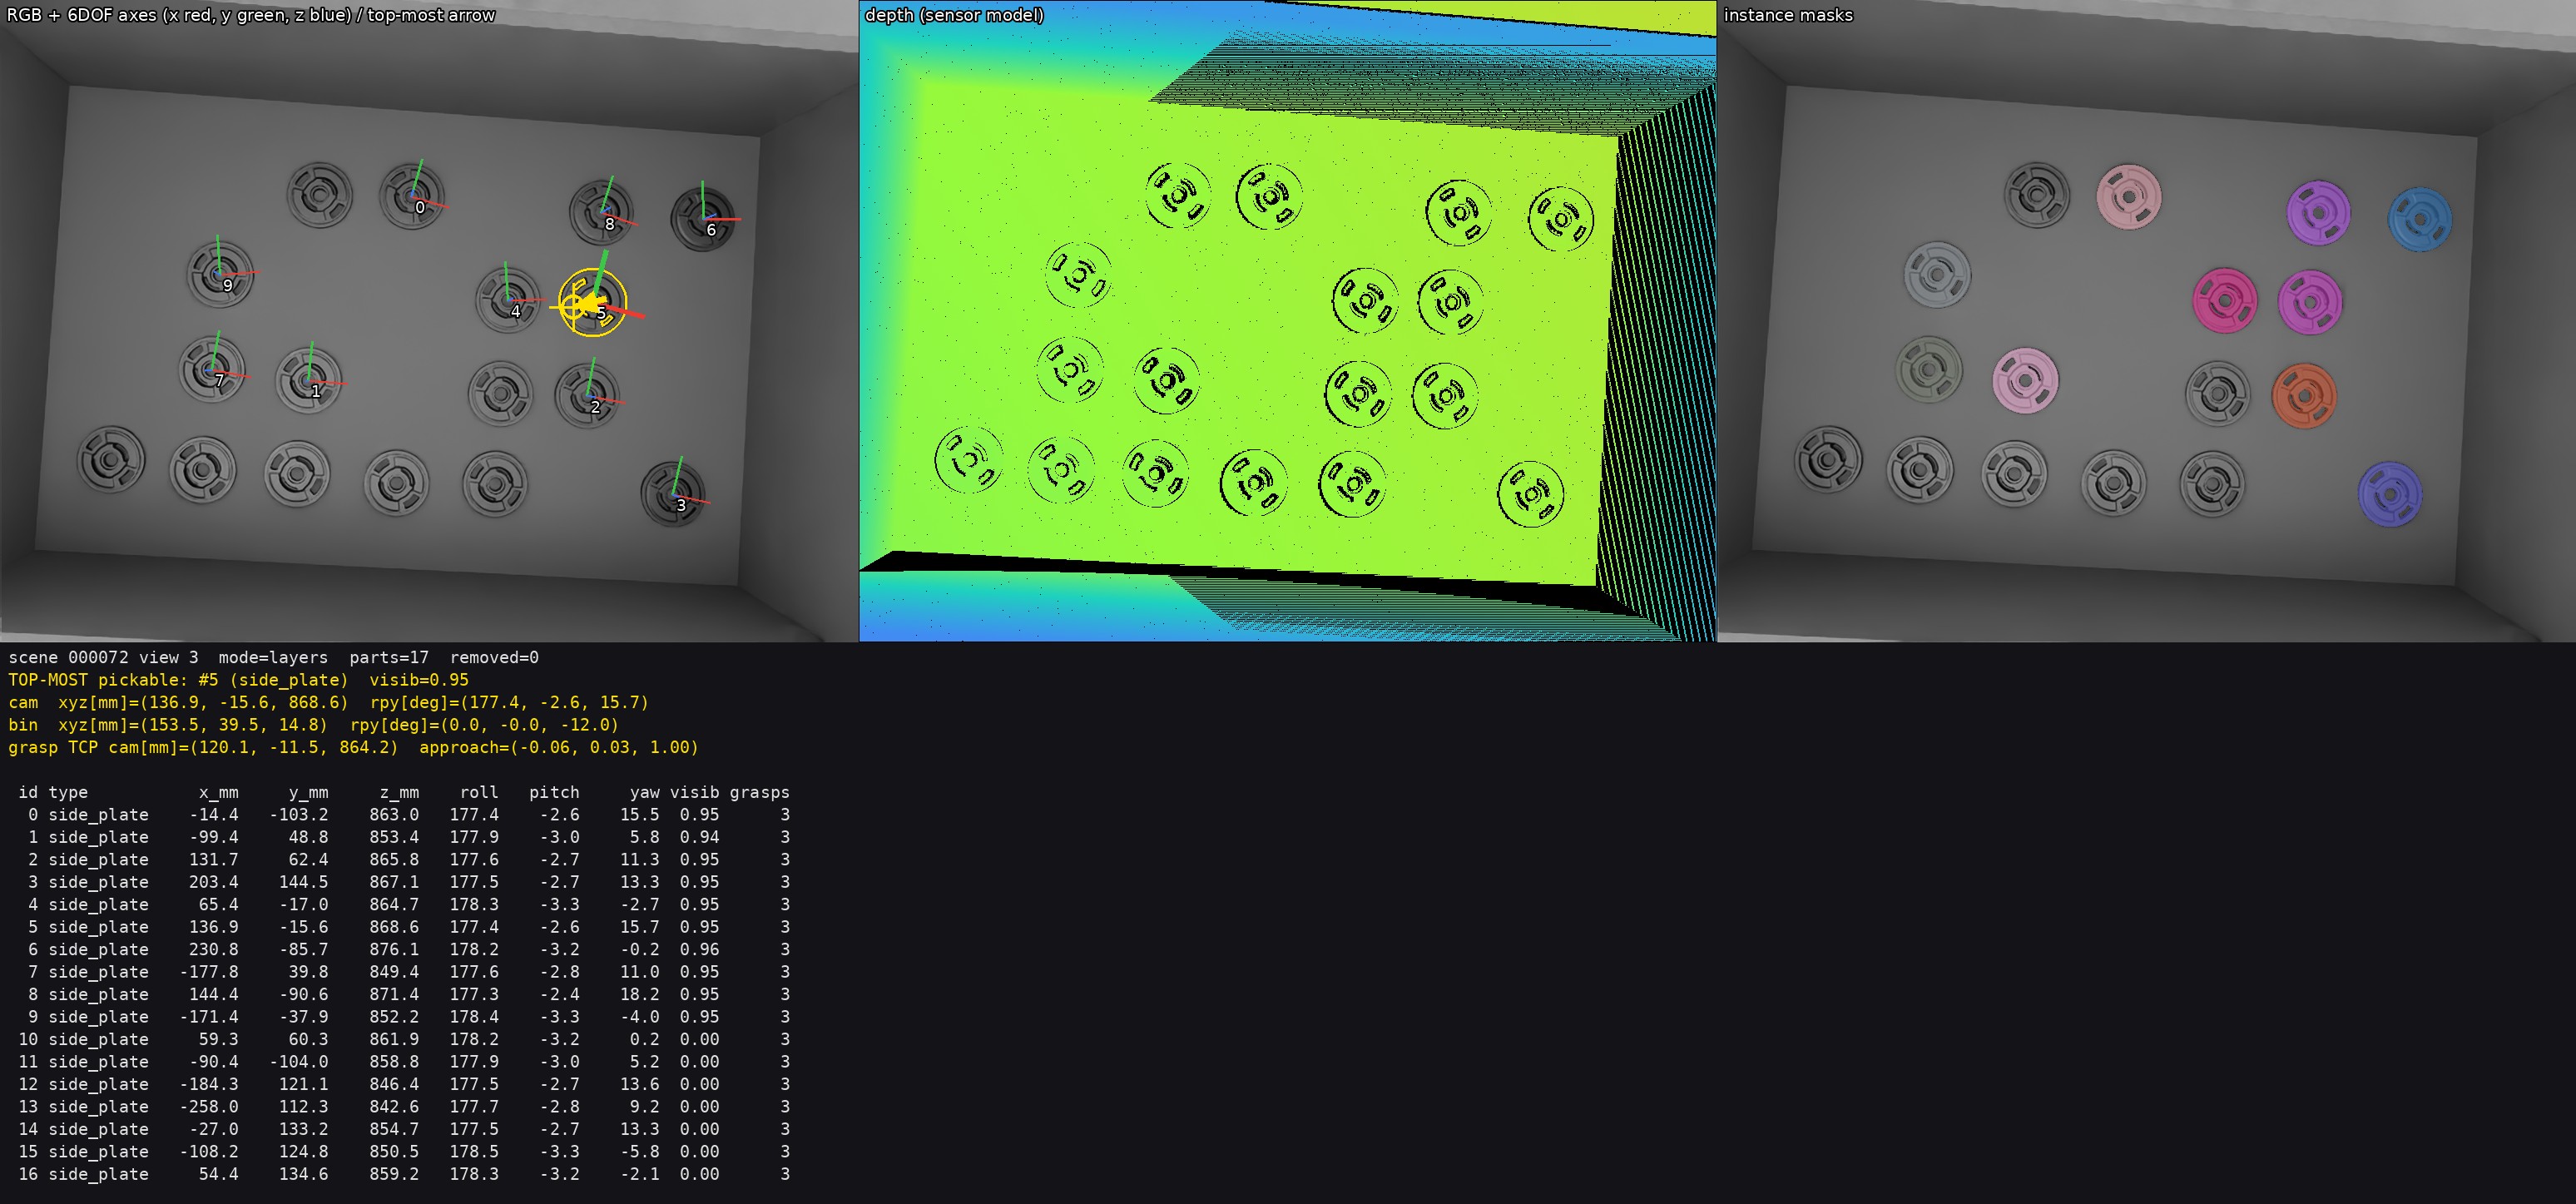 RGB + 6DOF axes (x red, y green, z blue) / top-most arrow
depth (sensor model)
instance masks
0
8
6
9
4
5
7
1
2
3
scene 000072 view 3  mode=layers  parts=17  removed=0
TOP-MOST pickable: #5 (side_plate)  visib=0.95
cam  xyz[mm]=(136.9, -15.6, 868.6)  rpy[deg]=(177.4, -2.6, 15.7)
bin  xyz[mm]=(153.5, 39.5, 14.8)  rpy[deg]=(0.0, -0.0, -12.0)
grasp TCP cam[mm]=(120.1, -11.5, 864.2)  approach=(-0.06, 0.03, 1.00)
id type x_mm y_mm z_mm roll pitch yaw visib grasps
0 side_plate -14.4 -103.2 863.0 177.4 -2.6 15.5 0.95 3
1 side_plate -99.4 48.8 853.4 177.9 -3.0 5.8 0.94 3
2 side_plate 131.7 62.4 865.8 177.6 -2.7 11.3 0.95 3
3 side_plate 203.4 144.5 867.1 177.5 -2.7 13.3 0.95 3
4 side_plate 65.4 -17.0 864.7 178.3 -3.3 -2.7 0.95 3
5 side_plate 136.9 -15.6 868.6 177.4 -2.6 15.7 0.95 3
6 side_plate 230.8 -85.7 876.1 178.2 -3.2 -0.2 0.96 3
7 side_plate -177.8 39.8 849.4 177.6 -2.8 11.0 0.95 3
8 side_plate 144.4 -90.6 871.4 177.3 -2.4 18.2 0.95 3
9 side_plate -171.4 -37.9 852.2 178.4 -3.3 -4.0 0.95 3
10 side_plate 59.3 60.3 861.9 178.2 -3.2 0.2 0.00 3
11 side_plate -90.4 -104.0 858.8 177.9 -3.0 5.2 0.00 3
12 side_plate -184.3 121.1 846.4 177.5 -2.7 13.6 0.00 3
13 side_plate -258.0 112.3 842.6 177.7 -2.8 9.2 0.00 3
14 side_plate -27.0 133.2 854.7 177.5 -2.7 13.3 0.00 3
15 side_plate -108.2 124.8 850.5 178.5 -3.3 -5.8 0.00 3
16 side_plate 54.4 134.6 859.2 178.3 -3.2 -2.1 0.00 3